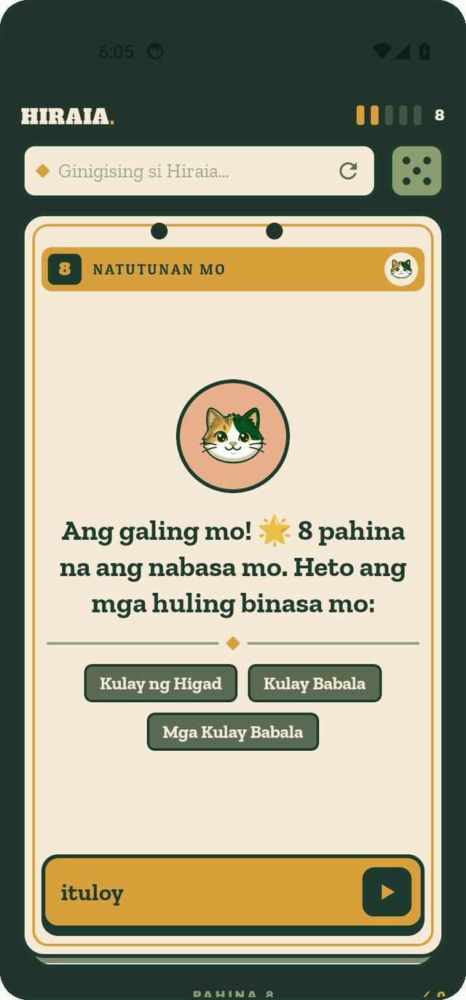 6:05
HIRAIA.
8
Ginigising si Hiraia...
8 NATUTUNAN MO
Ang galing mo! 🌟 8 pahina
na ang nabasa mo. Heto ang
mga huling binasa mo:
Kulay ng Higad
Kulay Babala
Mga Kulay Babala
ituloy
PAHINA 8